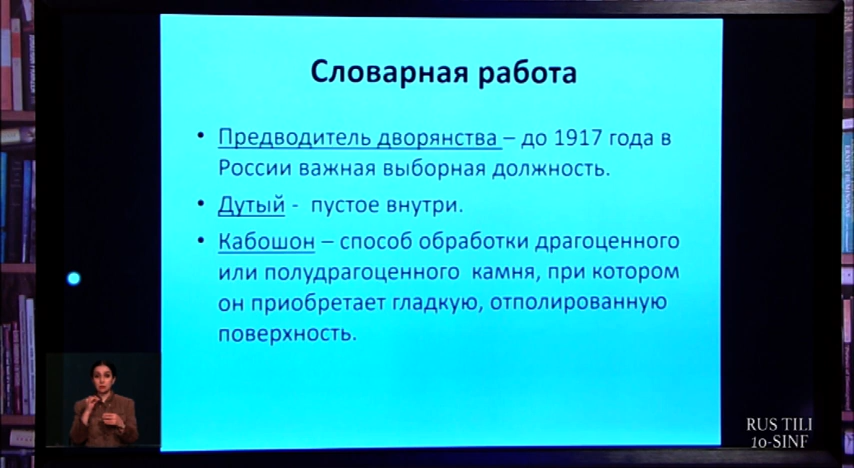 Словарная работа
• Предводитель дворянства – до 1917 года в
России важная выборная должность.
• Дутый - пустое внутри.
• Кабошон – способ обработки драгоценного
или полудрагоценного камня, при котором
он приобретает гладкую, отполированную
поверхность.
RUS TILI
10-SINF